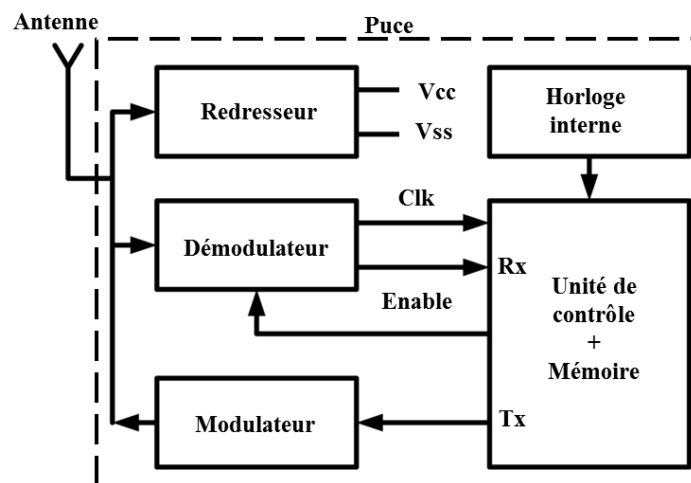 Antenne
Puce
Redresseur
Vcc
Vss
Horloge
interne
Démodulateur
Clk
Rx
Enable
Unité de
contrôle
+
Mémoire
Modulateur
Tx